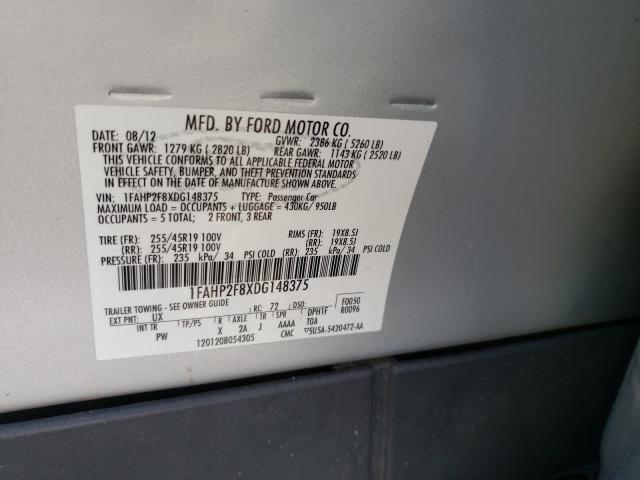 MFD. BY FORD MOTOR CO.
DATE: 08/12 GVWR: 2386 KG ( 5260 LB)
FRONT GAWR: 1279 KG ( 2820 LB) REAR GAWR: 1143 KG ( 2520 LB)
THIS VEHICLE CONFORMS TO ALL APPLICABLE FEDERAL MOTOR
VEHICLE SAFETY, BUMPER, AND THEFT PREVENTION STANDARDS
IN EFFECT ON THE DATE OF MANUFACTURE SHOWN ABOVE.
VIN: 1FAHP2F8XDG148375 TYPE: Passenger Car
MAXIMUM LOAD = OCCUPANTS + LUGGAGE = 430KG/ 950LB
OCCUPANTS = 5 TOTAL; 2 FRONT, 3 REAR
TIRE (FR): 255/45R19 100V RIMS (FR): 19X8.5J
(RR): 255/45R19 100V (RR): 19X8.5J
PRESSURE (FR): 235 kPa/ 34 PSI COLD (RR): 235 kPa/ 34 PSI COLD
1FAHP2F8XDG148375
TRAILER TOWING - SEE OWNER GUIDE
EXT PNT: UX RC: 72 DSO: F0050
INT TR TP/PS R AXLE TR SPR DPHTF R0096
PW X 2A J AAAA TOA
1201208054305 CMC 5U5A-5420472-AA